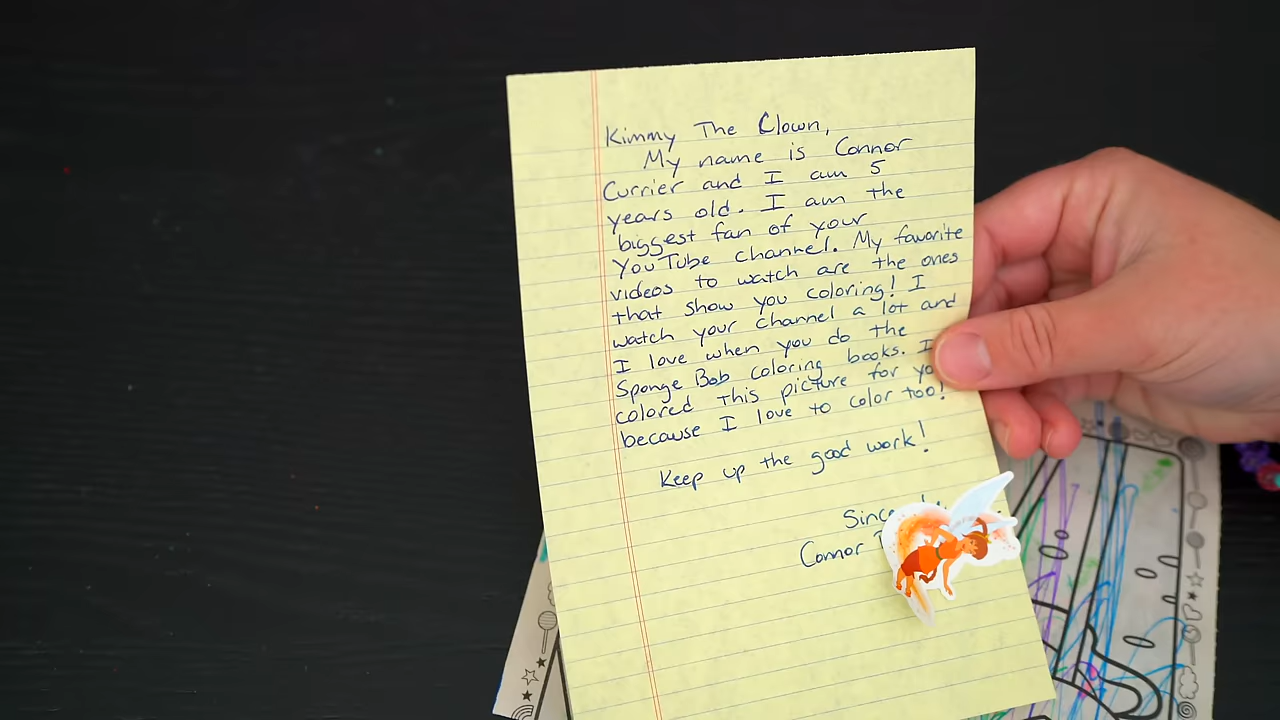 Kimmy The Clown,
My name is Connor
Currier and I am 5
years old. I am the
biggest fan of your
YouTube channel. My favorite
videos to watch are the ones
that show you coloring! I
watch your channel a lot and
I love when you do the
Sponge Bob coloring books. I
colored this picture for
because I love to color too!
Keep up the good work!
Connor